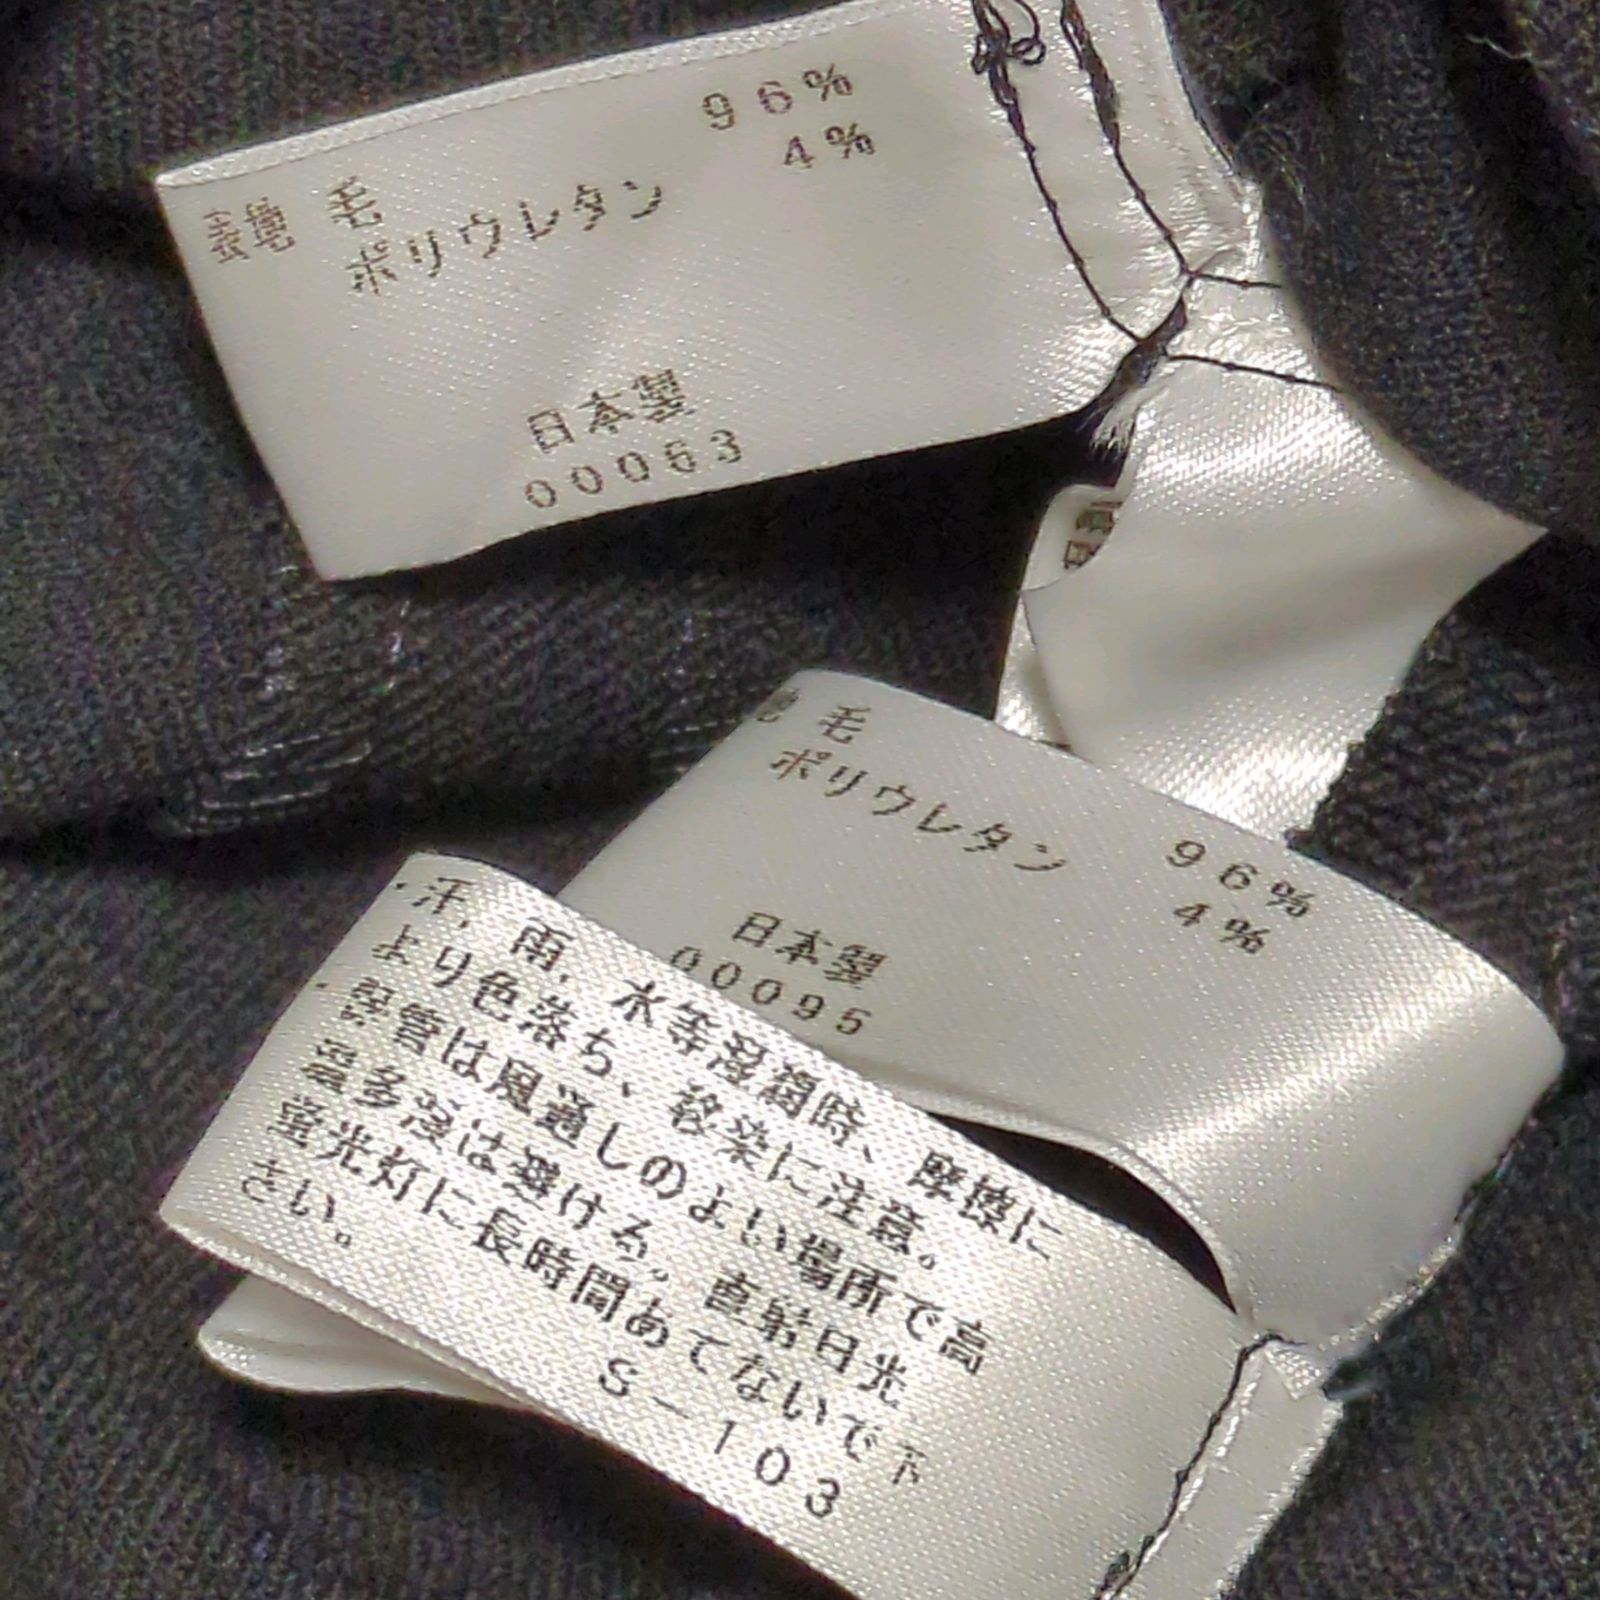 表地 毛 96%
ポリウレタン 4%
日本製
00063
毛 96%
ポリウレタン 4%
日本製
00095
・汗、雨、水等湿潤時、摩擦に
より色落ち、移染に注意。
・保管は風通しのよい場所で高
温多湿は避ける。直射日光
蛍光灯に長時間あてないで下
さい。
S-103